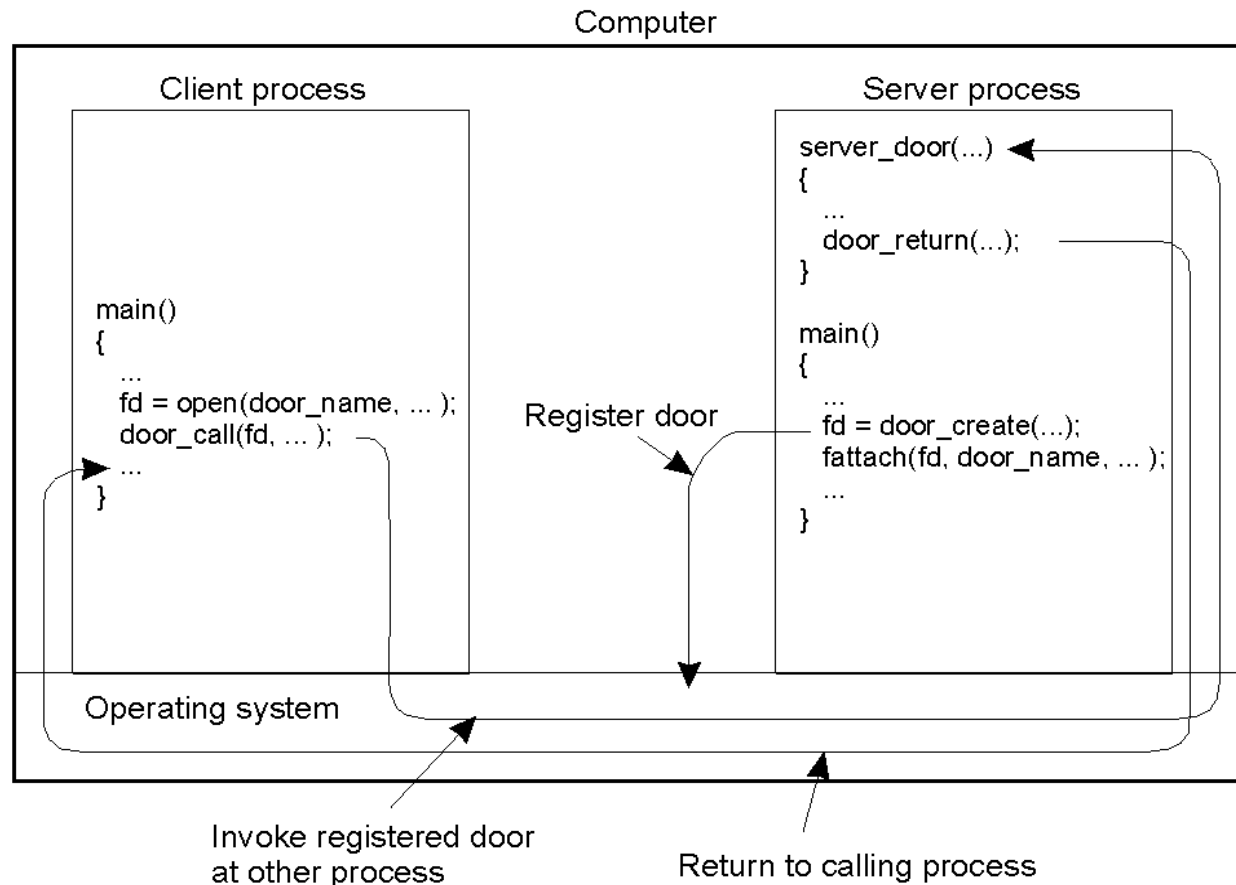 Computer
Client process
main()
{
...
fd = open(door_name, ... );
door_call(fd, ... );
...
}
Server process
server_door(...)
{
...
door_return(...);
}
main()
{
...
fd = door_create(...);
fattach(fd, door_name, ... );
...
}
Register door
Operating system
Invoke registered door
at other process
Return to calling process